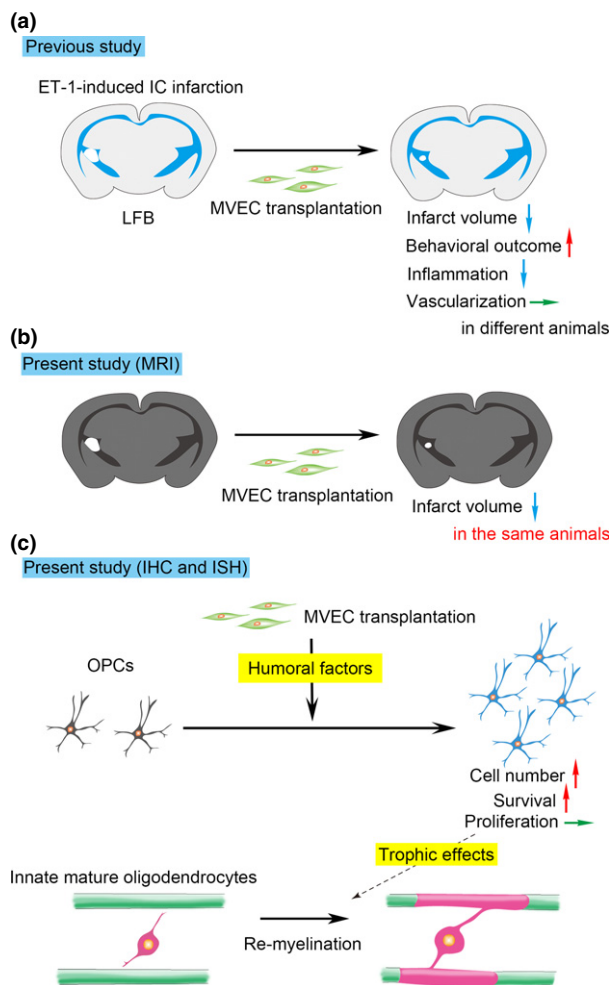 (a)
Previous study
ET-1-induced IC infarction
LFB
MVEC transplantation
Infarct volume
Behavioral outcome
Inflammation
Vascularization
in different animals
(b)
Present study (MRI)
MVEC transplantation
Infarct volume
in the same animals
(c)
Present study (IHC and ISH)
MVEC transplantation
OPCs
Humoral factors
Cell number
Survival
Proliferation
Trophic effects
Innate mature oligodendrocytes
Re-myelination